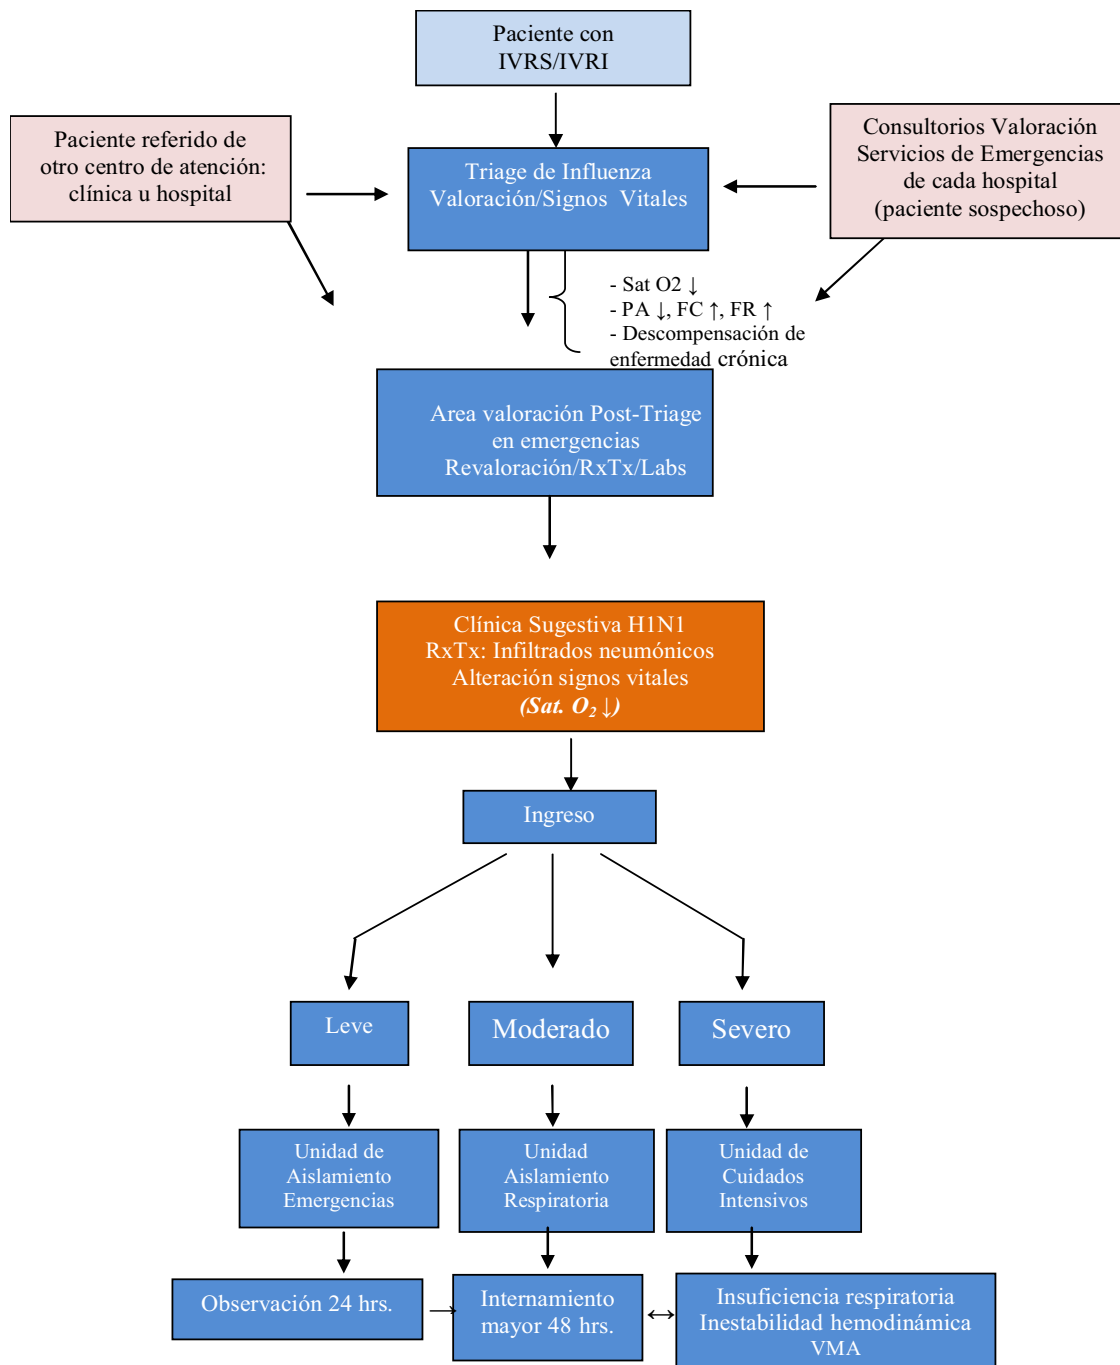 Paciente con
IVRS/IVRI
Paciente referido de
otro centro de atención:
clínica u hospital
Triage de Influenza
Valoración/Signos Vitales
Consultorios Valoración
Servicios de Emergencias
de cada hospital
(paciente sospechoso)
- Sat O2 ↓
- PA ↓, FC ↑, FR ↑
- Descompensación de
enfermedad crónica
Area valoración Post-Triage
en emergencias
Revaloración/RxTx/Labs
Clínica Sugestiva H1N1
RxTx: Infiltrados neumónicos
Alteración signos vitales
(Sat. O₂ ↓)
Ingreso
Leve
Moderado
Severo
Unidad de
Aislamiento
Emergencias
Unidad
Aislamiento
Respiratoria
Unidad de
Cuidados
Intensivos
Observación 24 hrs.
Internamiento
mayor 48 hrs.
Insuficiencia respiratoria
Inestabilidad hemodinámica
VMA